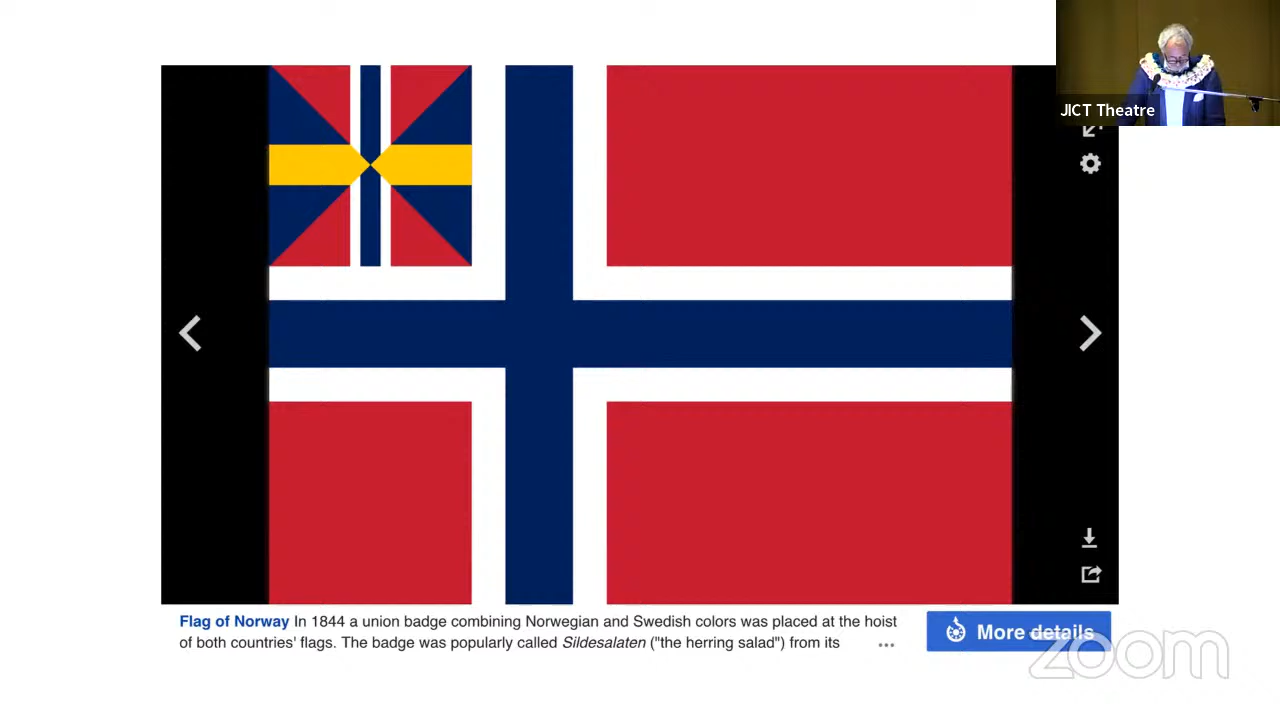 JICT Theatre
Flag of Norway In 1844 a union badge combining Norwegian and Swedish colors was placed at the hoist
of both countries' flags. The badge was popularly called Sildesalaten ("the herring salad") from its ...
More details
zoom